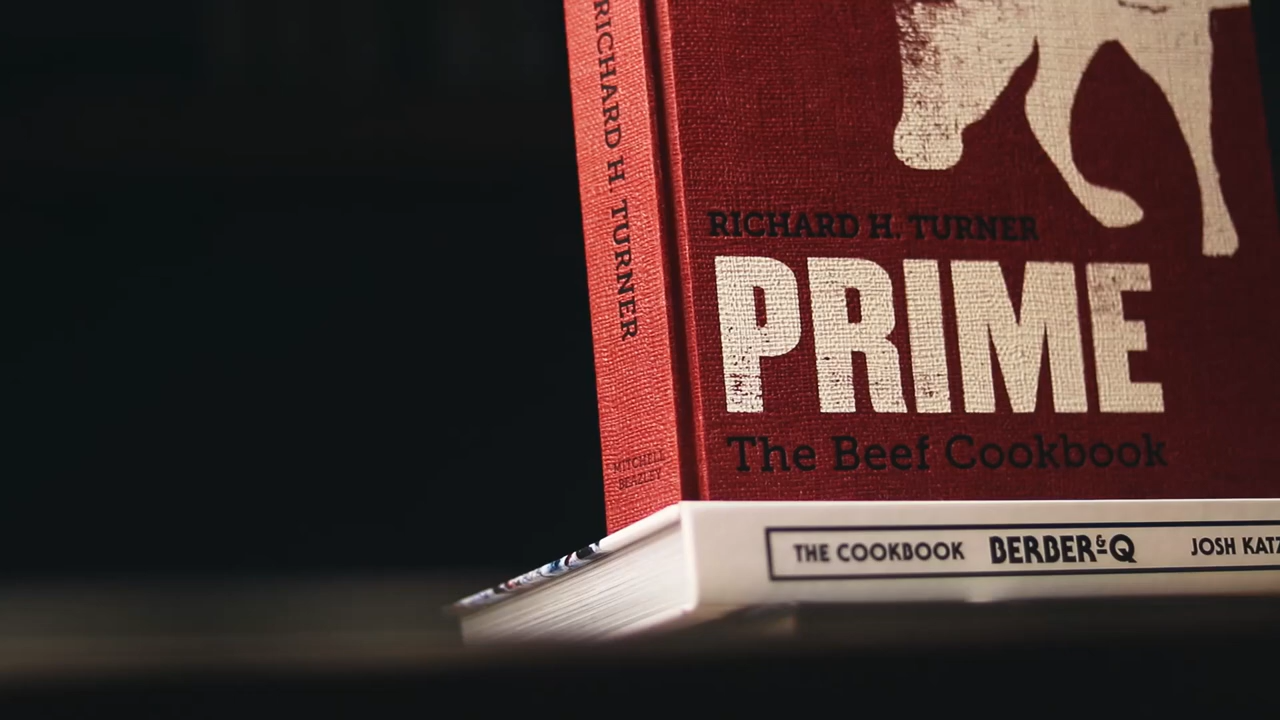 RICHARD H. TURNER
MITCHELL
BEAZLEY
RICHARD H. TURNER
PRIME
The Beef Cookbook
THE COOKBOOK BERBER&Q JOSH KATZ